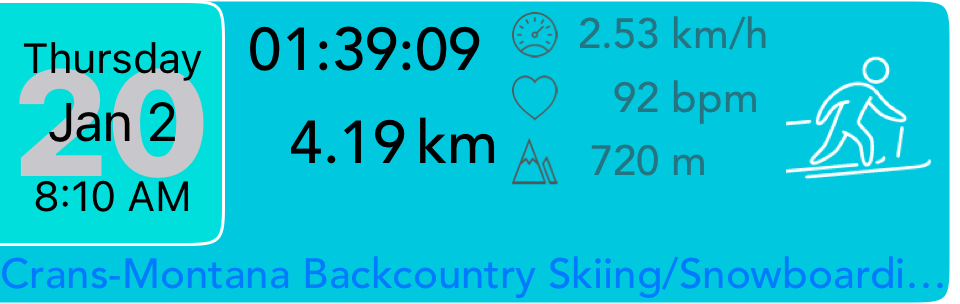 Thursday
20
Jan 2
8:10 AM
01:39:09
4.19 km
2.53 km/h
92 bpm
720 m
Crans-Montana Backcountry Skiing/Snowboardi...